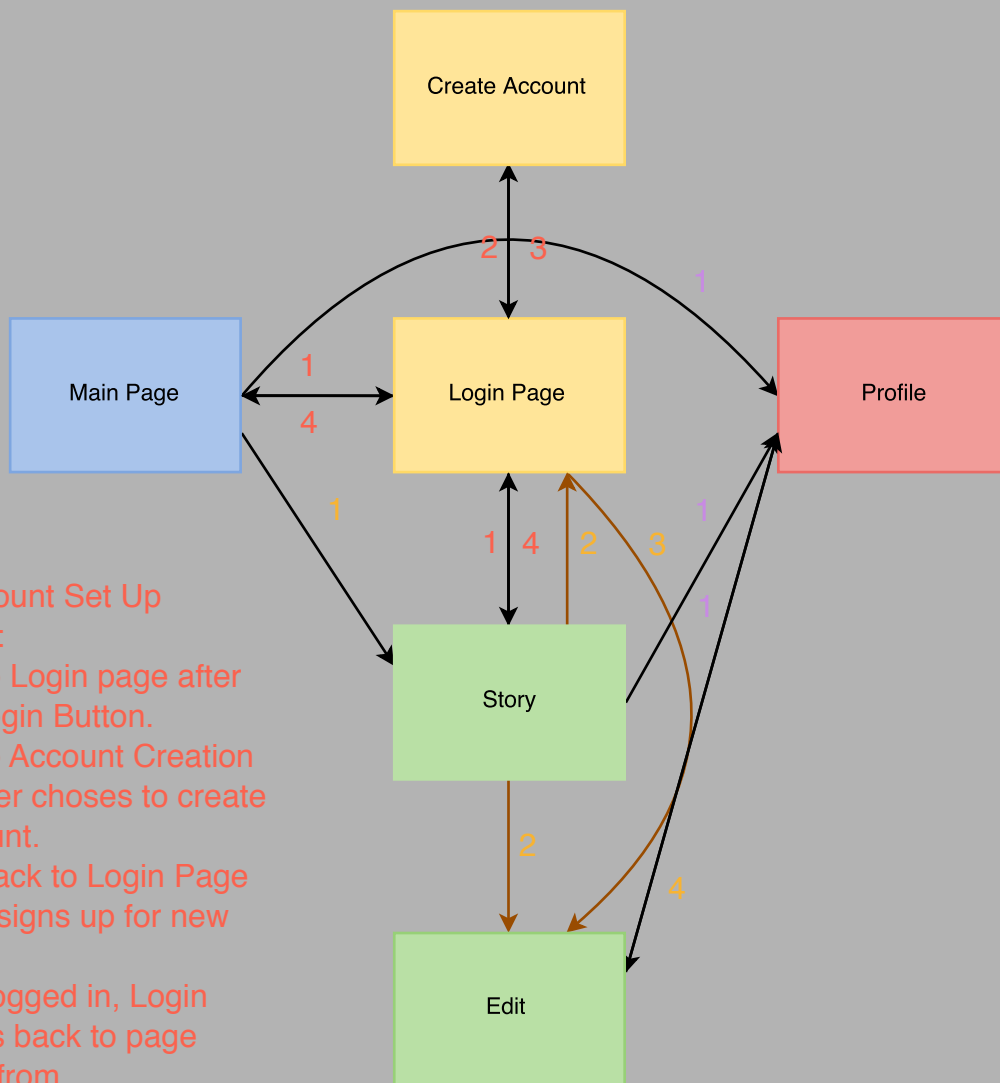 Create Account
2 3
1
Main Page
1
4
Login Page
Profile
1
1 4 2 3
1
1
Story
2
4
Edit
ount Set Up
:
Login page after
gin Button.
Account Creation
er choses to create
unt.
ack to Login Page
signs up for new
ogged in, Login
s back to page
from